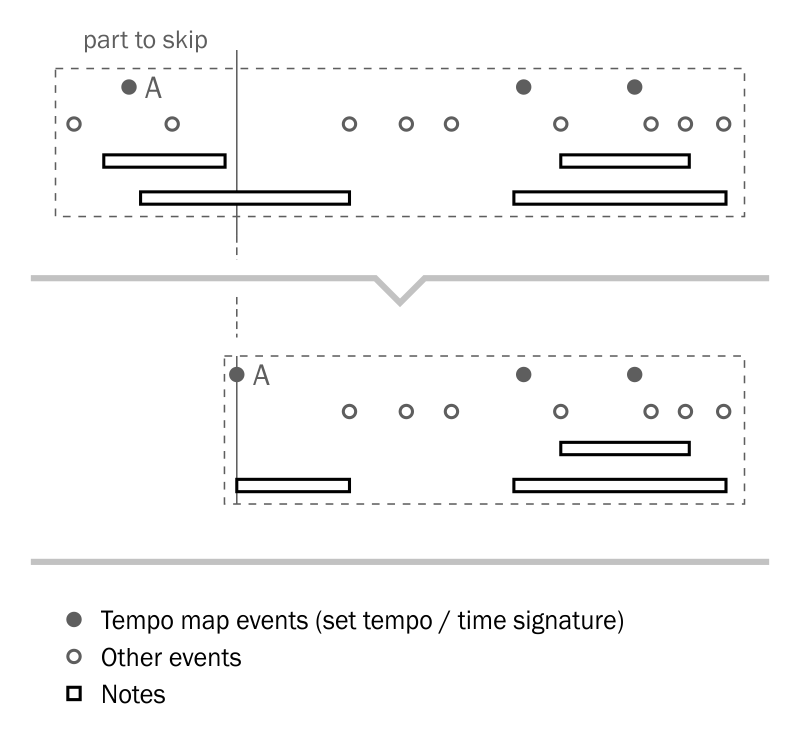 part to skip
A
A
Tempo map events (set tempo / time signature)
Other events
Notes